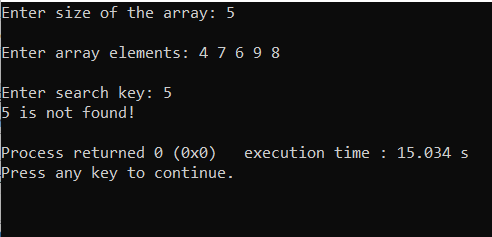 Enter size of the array: 5
Enter array elements: 4 7 6 9 8
Enter search key: 5
5 is not found!
Process returned 0 (0x0)   execution time : 15.034 s
Press any key to continue.